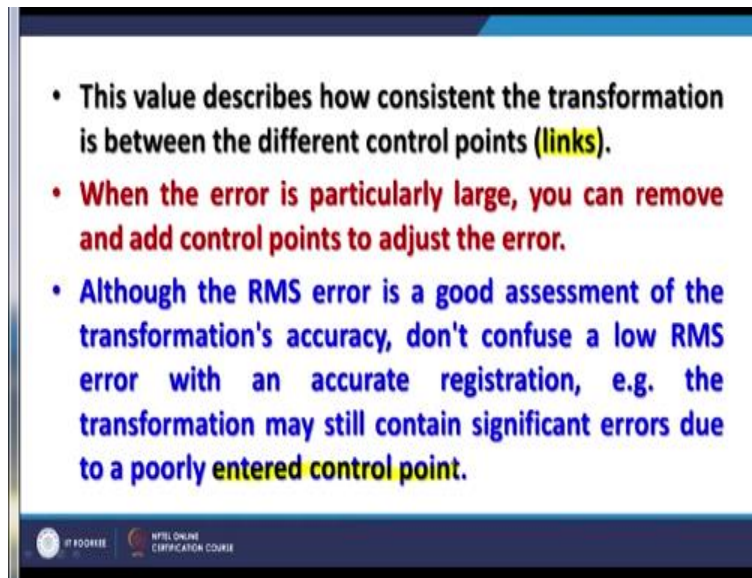 • This value describes how consistent the transformation
is between the different control points (links).
• When the error is particularly large, you can remove
and add control points to adjust the error.
• Although the RMS error is a good assessment of the
transformation's accuracy, don't confuse a low RMS
error with an accurate registration, e.g. the
transformation may still contain significant errors due
to a poorly entered control point.
IIT ROORKEE
NPTEL ONLINE
CERTIFICATION COURSE